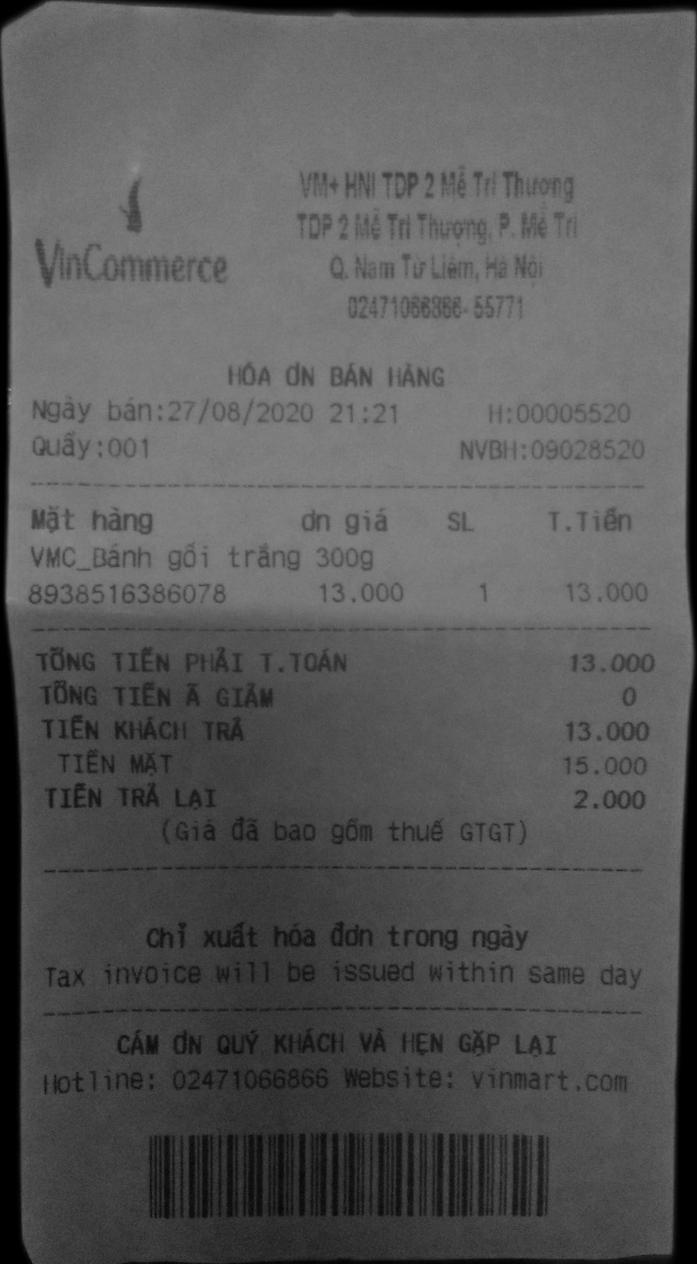 VM+ HNI TDP 2 Mễ Trì Thượng
TDP 2 Mễ Trì Thượng, P. Mễ Trì
Q. Nam Từ Liêm, Hà Nội
VinCommerce
02471066866-55771
HÓA ƠN BÁN HÀNG
Ngày bán:27/08/2020 21:21 H:00005520
Quầy:001 NVBH:09028520
Mặt hàng ơn giá SL T.Tiền
VMC_Bánh gối trắng 300g
8938516386078 13.000 1 13.000
TỔNG TIỀN PHẢI T.TOÁN 13.000
TỔNG TIỀN Ã GIẢM 0
TIỀN KHÁCH TRẢ 13.000
TIỀN MẶT 15.000
TIỀN TRẢ LẠI 2.000
(Giá đã bao gồm thuế GTGT)
Chỉ xuất hóa đơn trong ngày
Tax invoice will be issued within same day
CÁM ƠN QUÝ KHÁCH VÀ HẸN GẶP LẠI
Hotline: 02471066866 Website: vinmart.com